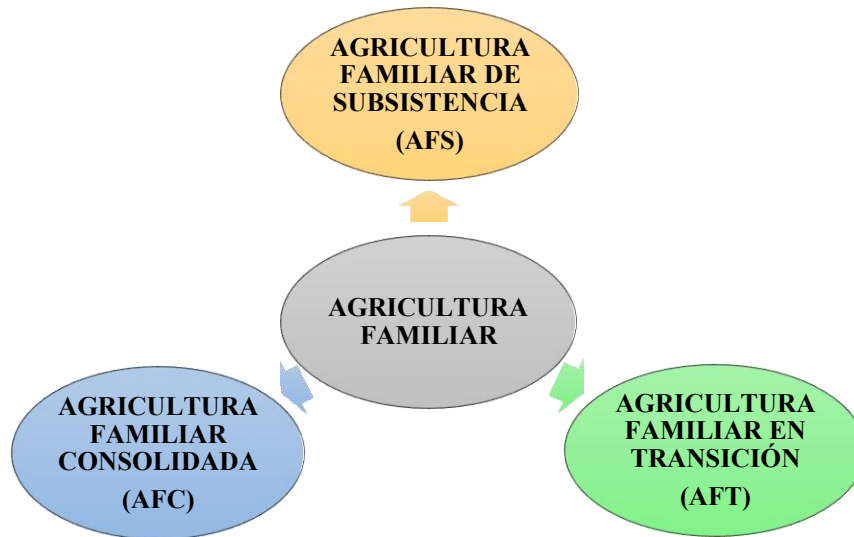 AGRICULTURA
FAMILIAR DE
SUBSISTENCIA
(AFS)
AGRICULTURA
FAMILIAR
AGRICULTURA
FAMILIAR
CONSOLIDADA
(AFC)
AGRICULTURA
FAMILIAR EN
TRANSICIÓN
(AFT)